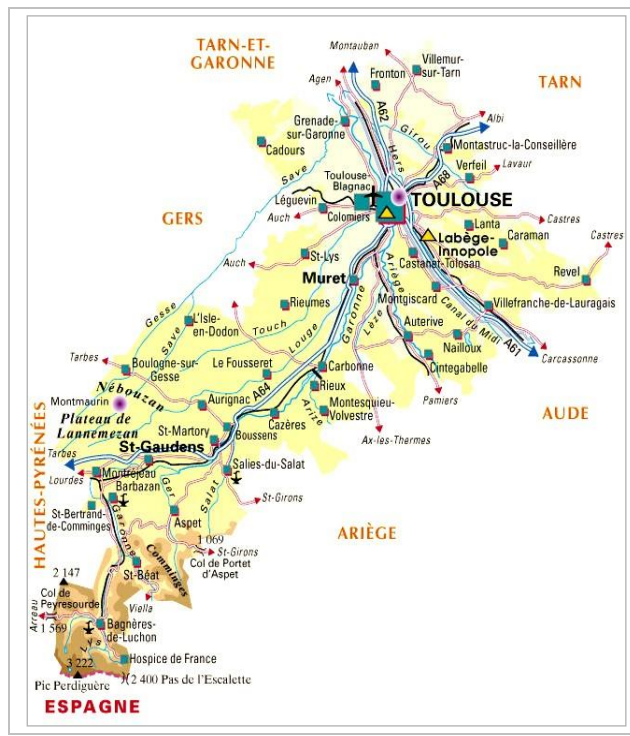 TARN-ET-
GARONNE
Montauban
Villemur-
sur-Tarn
Agen
Fronton
TARN
A62
Grenade-
sur-Garonne
Girou
Albi
Hers
Montastruc-la-Conseillère
Cadours
Save
Verfeil
Lavaur
A68
Toulouse-
Blagnac
TOULOUSE
Léguevin
Auch
Colomiers
GERS
Lanta
Castres
Labège-
Innopole
Caraman
Castres
St-Lys
Auch
Castanet-Tolosan
Revel
Muret
Ariège
Montgiscard
Villefranche-de-Lauragais
Gesse
Rieumes
Garonne
Canal du Midi
L'Isle-
en-Dodon
Save
Touch
Louge
Lèze
Auterive
Nailloux
A61
Carcassonne
Tarbes
Boulogne-sur-
Gesse
Le Fousseret
Carbonne
Cintegabelle
Nébouzan
A64
Rieux
Pamiers
Montmaurin
Aurignac
Montesquieu-
Volvestre
AUDE
Plateau de
Lannemezan
St-Martory
Cazères
Arize
Boussens
Ax-les-Thermes
St-Gaudens
Tarbes
HAUTES-PYRÉNÉES
Lourdes
Montréjeau
Salies-du-Salat
Barbazan
Ger
Salat
St-Girons
St-Bertrand-
de-Comminges
Garonne
Aspet
ARIÈGE
1 069
St-Girons
Col de Portet
d'Aspet
Comminges
2 147
St-Béat
Col de
Peyresourde
Viella
Arreau
1 569
Bagnères-
de-Luchon
Lys
3 222
Hospice de France
Pic Perdiguère
2 400 Pas de l'Escalette
ESPAGNE